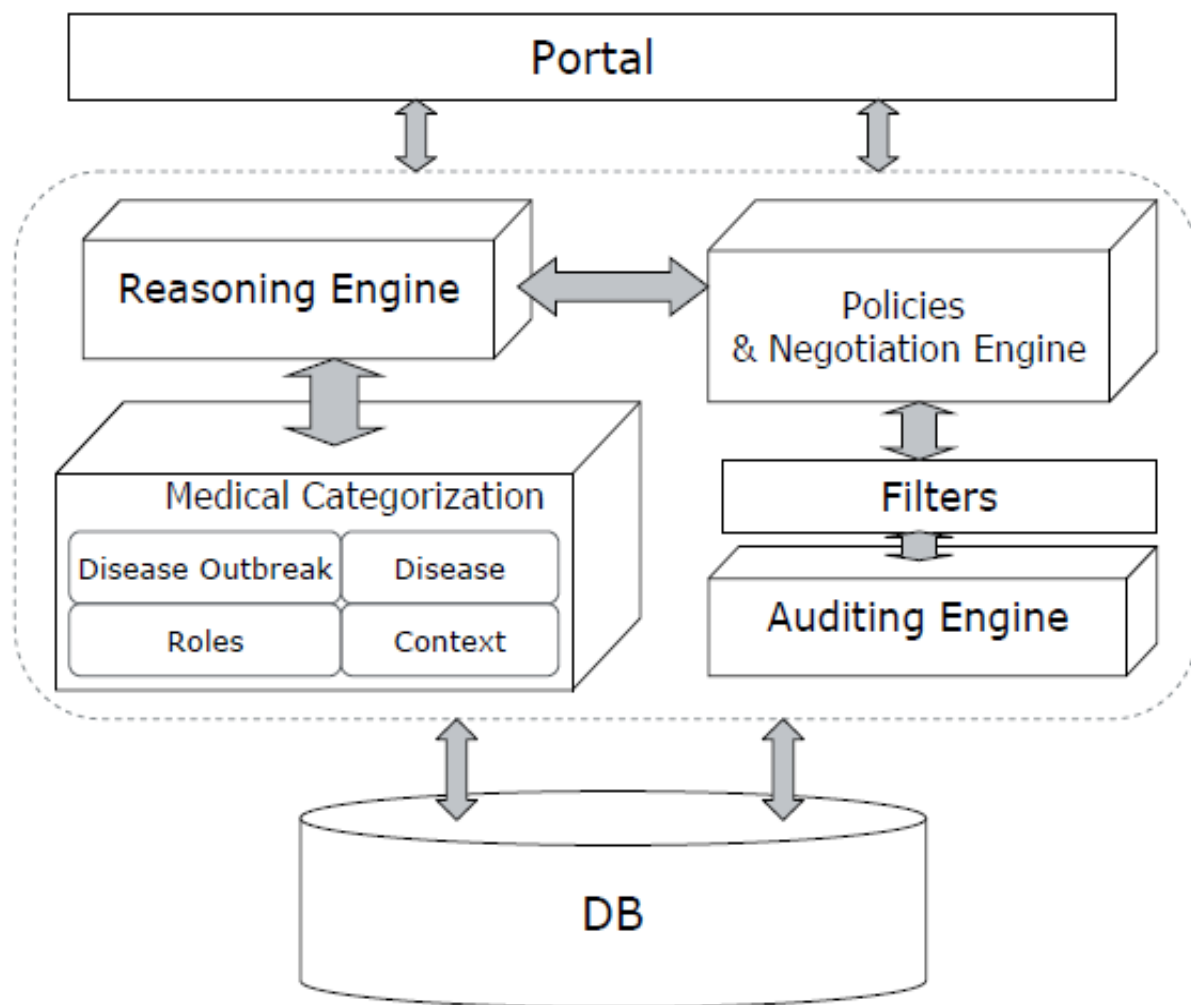 Portal
Reasoning Engine
Policies
& Negotiation Engine
Medical Categorization
Disease Outbreak
Disease
Roles
Context
Filters
Auditing Engine
DB